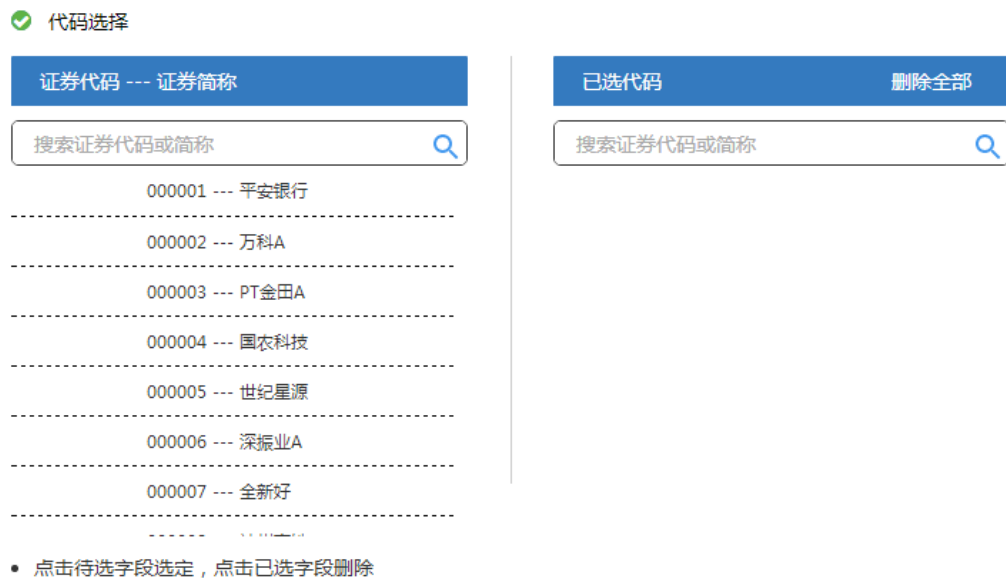 代码选择
证券代码 --- 证券简称
搜索证券代码或简称
000001 --- 平安银行
000002 --- 万科A
000003 --- PT金田A
000004 --- 国农科技
000005 --- 世纪星源
000006 --- 深振业A
000007 --- 全新好
已选代码 删除全部
搜索证券代码或简称
• 点击待选字段选定，点击已选字段删除